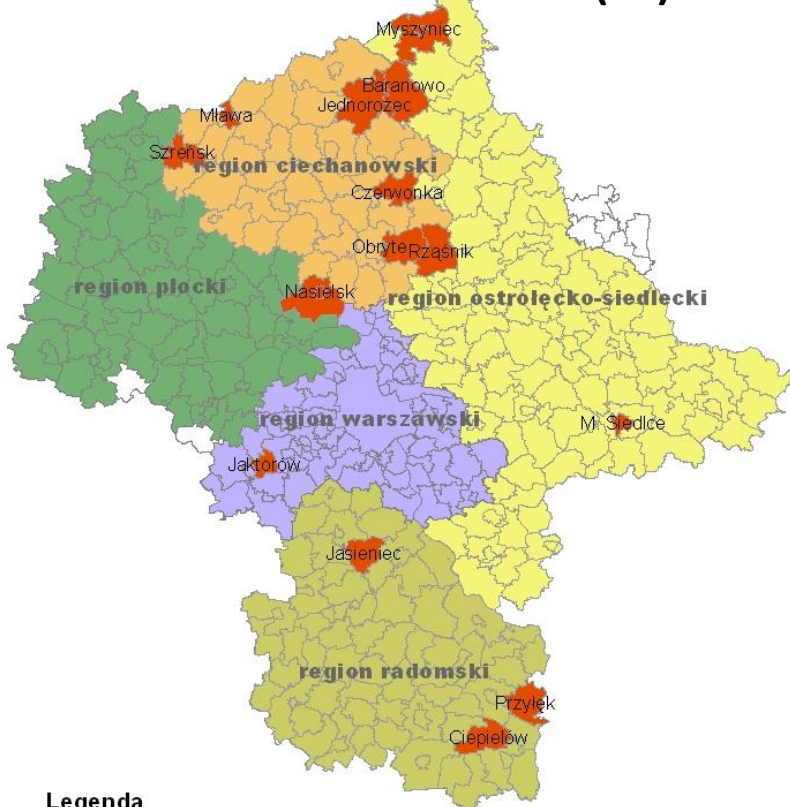 Myszyniec
Baranowo
Jednorożec
Mława
Szreńsk
region ciechanowski
Czerwonka
Obryte Rząśnik
region płocki
Nasielsk
region ostrołęcko-siedlecki
region warszawski
M. Siedlce
Jaktorów
Jasieniec
region radomski
Przyłęk
Ciepielów
Legenda